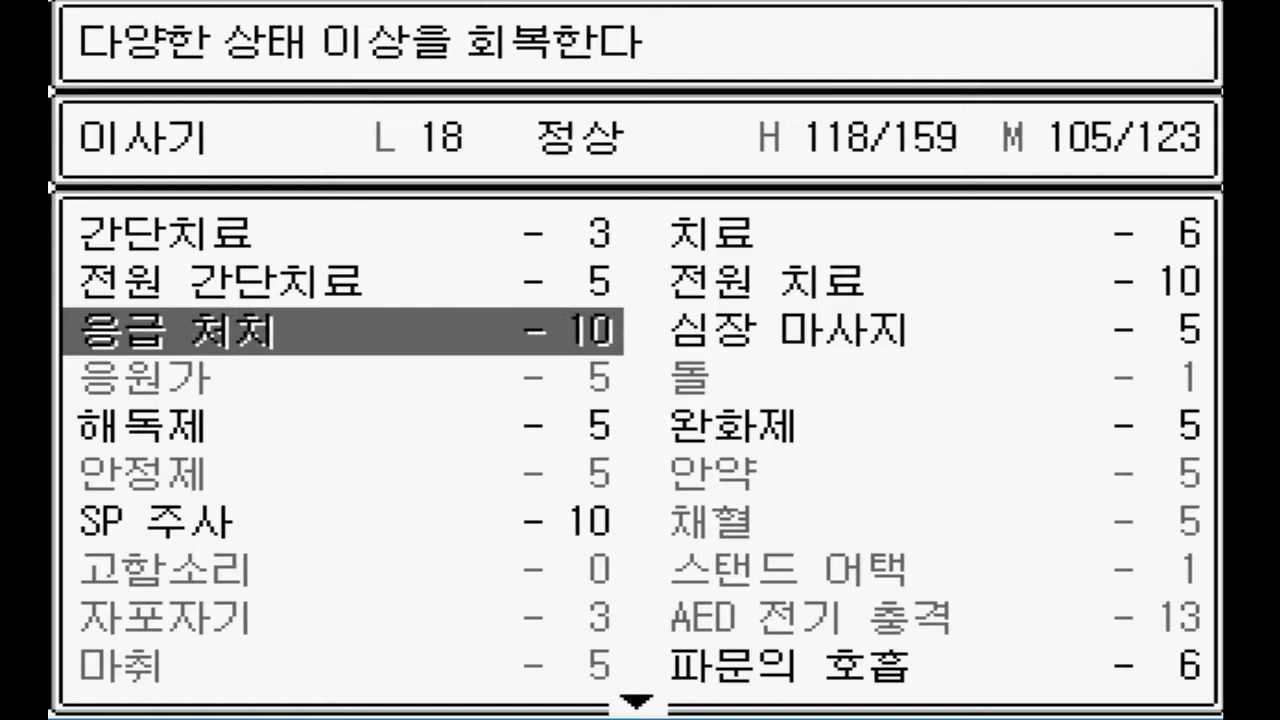 다양한 상태 이상을 회복한다
이사기 L 18 정상 H 118/159 M 105/123
간단치료 - 3 치료 - 6
전원 간단치료 - 5 전원 치료 - 10
응급 처치 - 10 심장 마사지 - 5
응원가 - 5 돌 - 1
해독제 - 5 완화제 - 5
안정제 - 5 안약 - 5
SP 주사 - 10 채혈 - 5
고함소리 - 0 스탠드 어택 - 1
자포자기 - 3 AED 전기 충격 - 13
마취 - 5 파문의 호흡 - 6